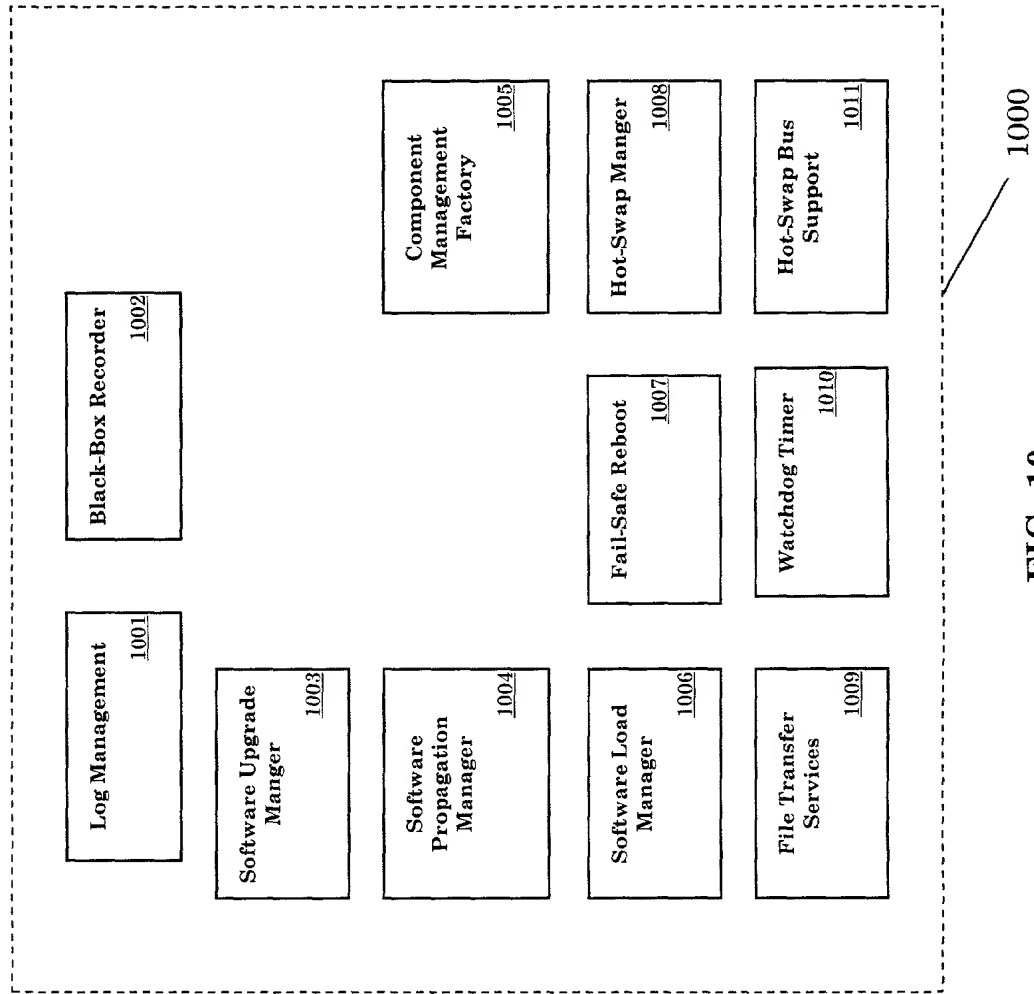 Log Management
1001
Black-Box Recorder
1002
Software Upgrade
Manger
1003
Software
Propagation
Manager
1004
Component
Management
Factory
1005
Software Load
Manager
1006
Fail-Safe Reboot
1007
Hot-Swap Manger
1008
File Transfer
Services
1009
Watchdog Timer
1010
Hot-Swap Bus
Support
1011
1000
FIG. 10